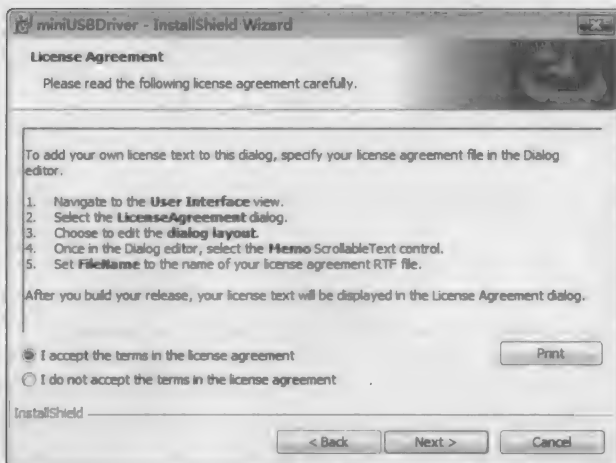 miniUSBDriver - InstallShield Wizard
License Agreement
Please read the following license agreement carefully.
To add your own license text to this dialog, specify your license agreement file in the Dialog
editor.
1. Navigate to the User Interface view.
2. Select the LicenseAgreement dialog.
3. Choose to edit the dialog layout.
4. Once in the Dialog editor, select the Memo ScrollableText control.
5. Set FileName to the name of your license agreement RTF file.
After you build your release, your license text will be displayed in the License Agreement dialog.
I accept the terms in the license agreement
Print
I do not accept the terms in the license agreement
InstallShield
< Back Next > Cancel